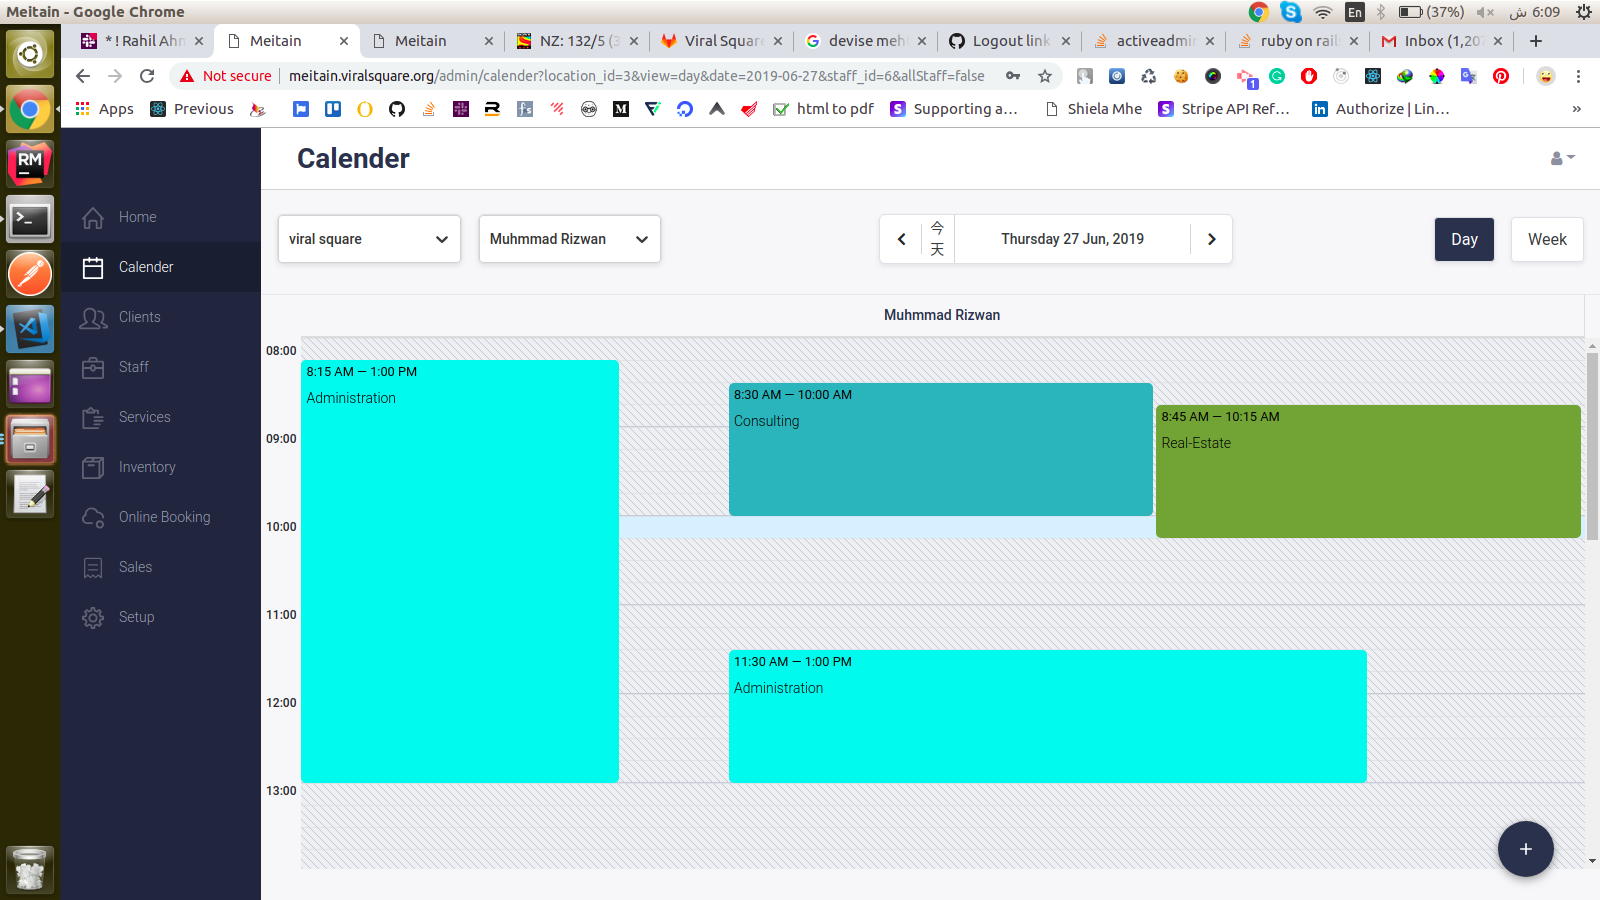 Meitain - Google Chrome
En
(37%)
ش 6:09
* ! Rahil Ahm
Meitain
Meitain
NZ: 132/5 (3
Viral Square
devise meh
Logout link
activeadmin
ruby on rails
Inbox (1,207
Not secure
meitain.viralsquare.org/admin/calender?location_id=3&view=day&date=2019-06-27&staff_id=6&allStaff=false
1
Apps
Previous
html to pdf
Supporting a...
Shiela Mhe
Stripe API Ref...
Authorize | Lin...
»
Calender
Home
Calender
Clients
Staff
Services
Inventory
Online Booking
Sales
Setup
viral square
Muhmmad Rizwan
今
天
Thursday 27 Jun, 2019
Day
Week
Muhmmad Rizwan
08:00
09:00
10:00
11:00
12:00
13:00
8:15 AM — 1:00 PM
Administration
8:30 AM — 10:00 AM
Consulting
8:45 AM — 10:15 AM
Real-Estate
11:30 AM — 1:00 PM
Administration
+